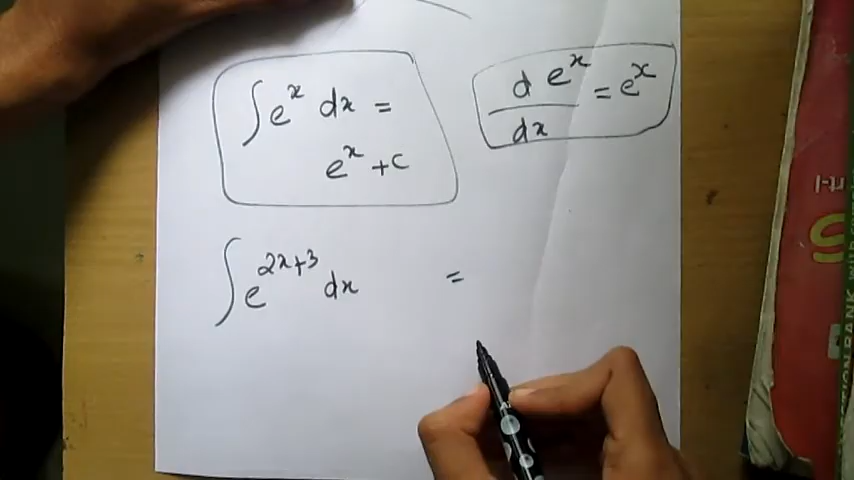 ∫ e^x dx =
e^x + c
d e^x / dx = e^x
∫ e^(2x+3) dx =